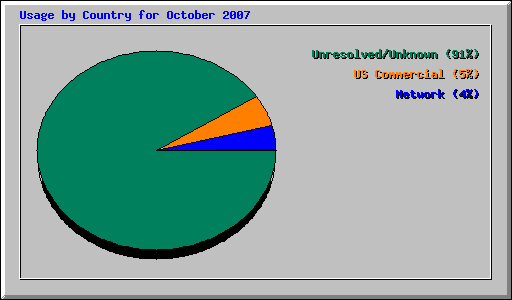 Usage by Country for October 2007
Unresolved/Unknown (91%)
US Commercial (5%)
Network (4%)